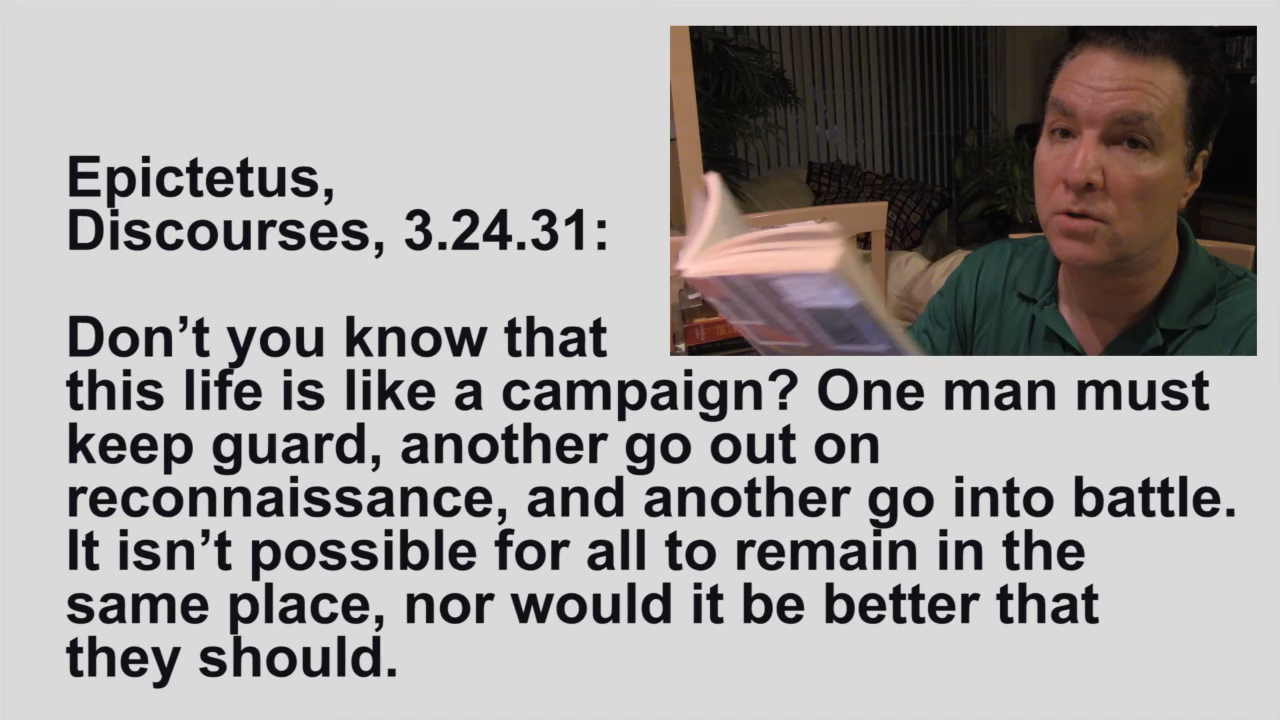 Epictetus,
Discourses, 3.24.31:
Don’t you know that
this life is like a campaign? One man must
keep guard, another go out on
reconnaissance, and another go into battle.
It isn’t possible for all to remain in the
same place, nor would it be better that
they should.